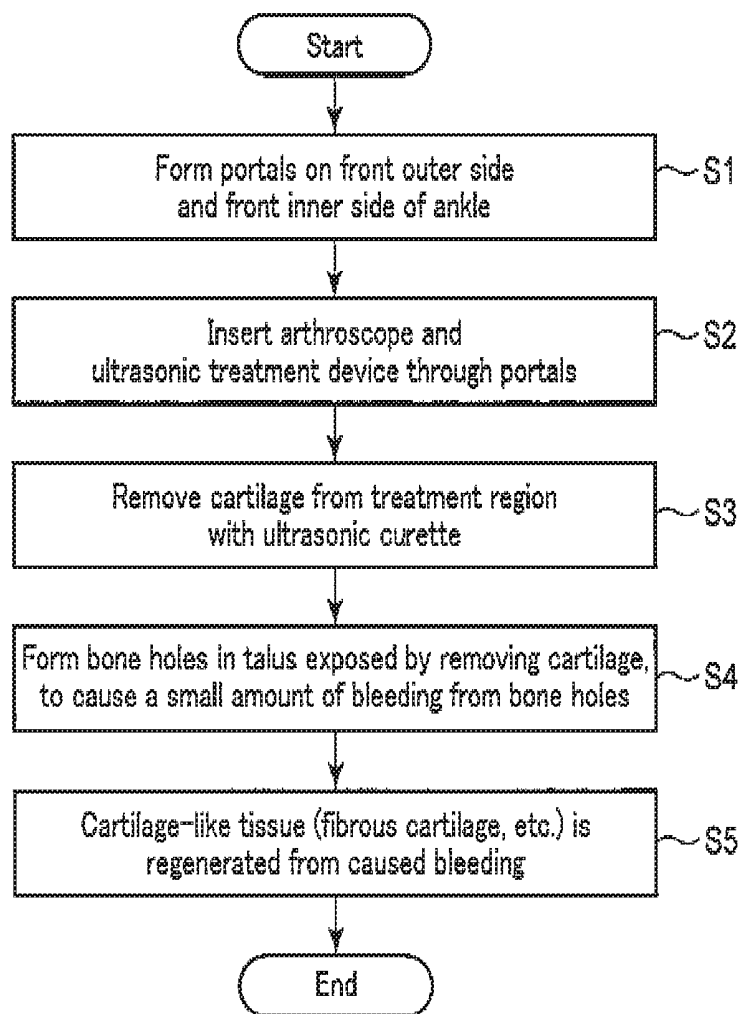 Start
Form portals on front outer side
and front inner side of ankle
S1
Insert arthroscope and
ultrasonic treatment device through portals
S2
Remove cartilage from treatment region
with ultrasonic curette
S3
Form bone holes in talus exposed by removing cartilage,
to cause a small amount of bleeding from bone holes
S4
Cartilage-like tissue (fibrous cartilage, etc.) is
regenerated from caused bleeding
S5
End